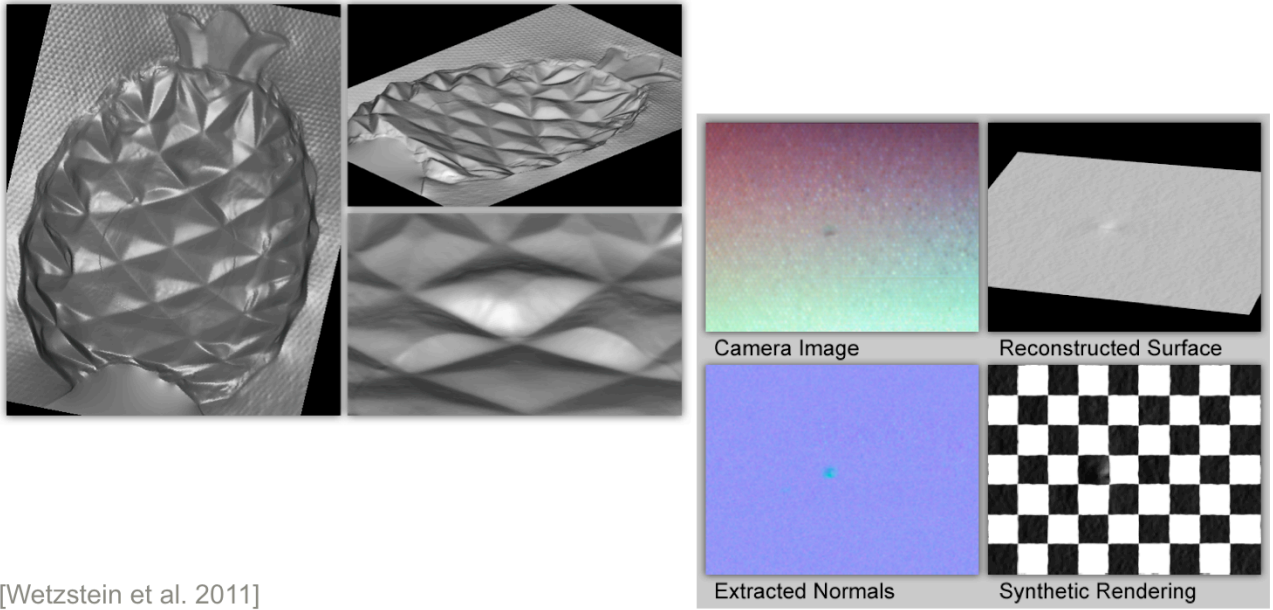 Camera Image
Reconstructed Surface
Extracted Normals
Synthetic Rendering
[Wetzstein et al. 2011]